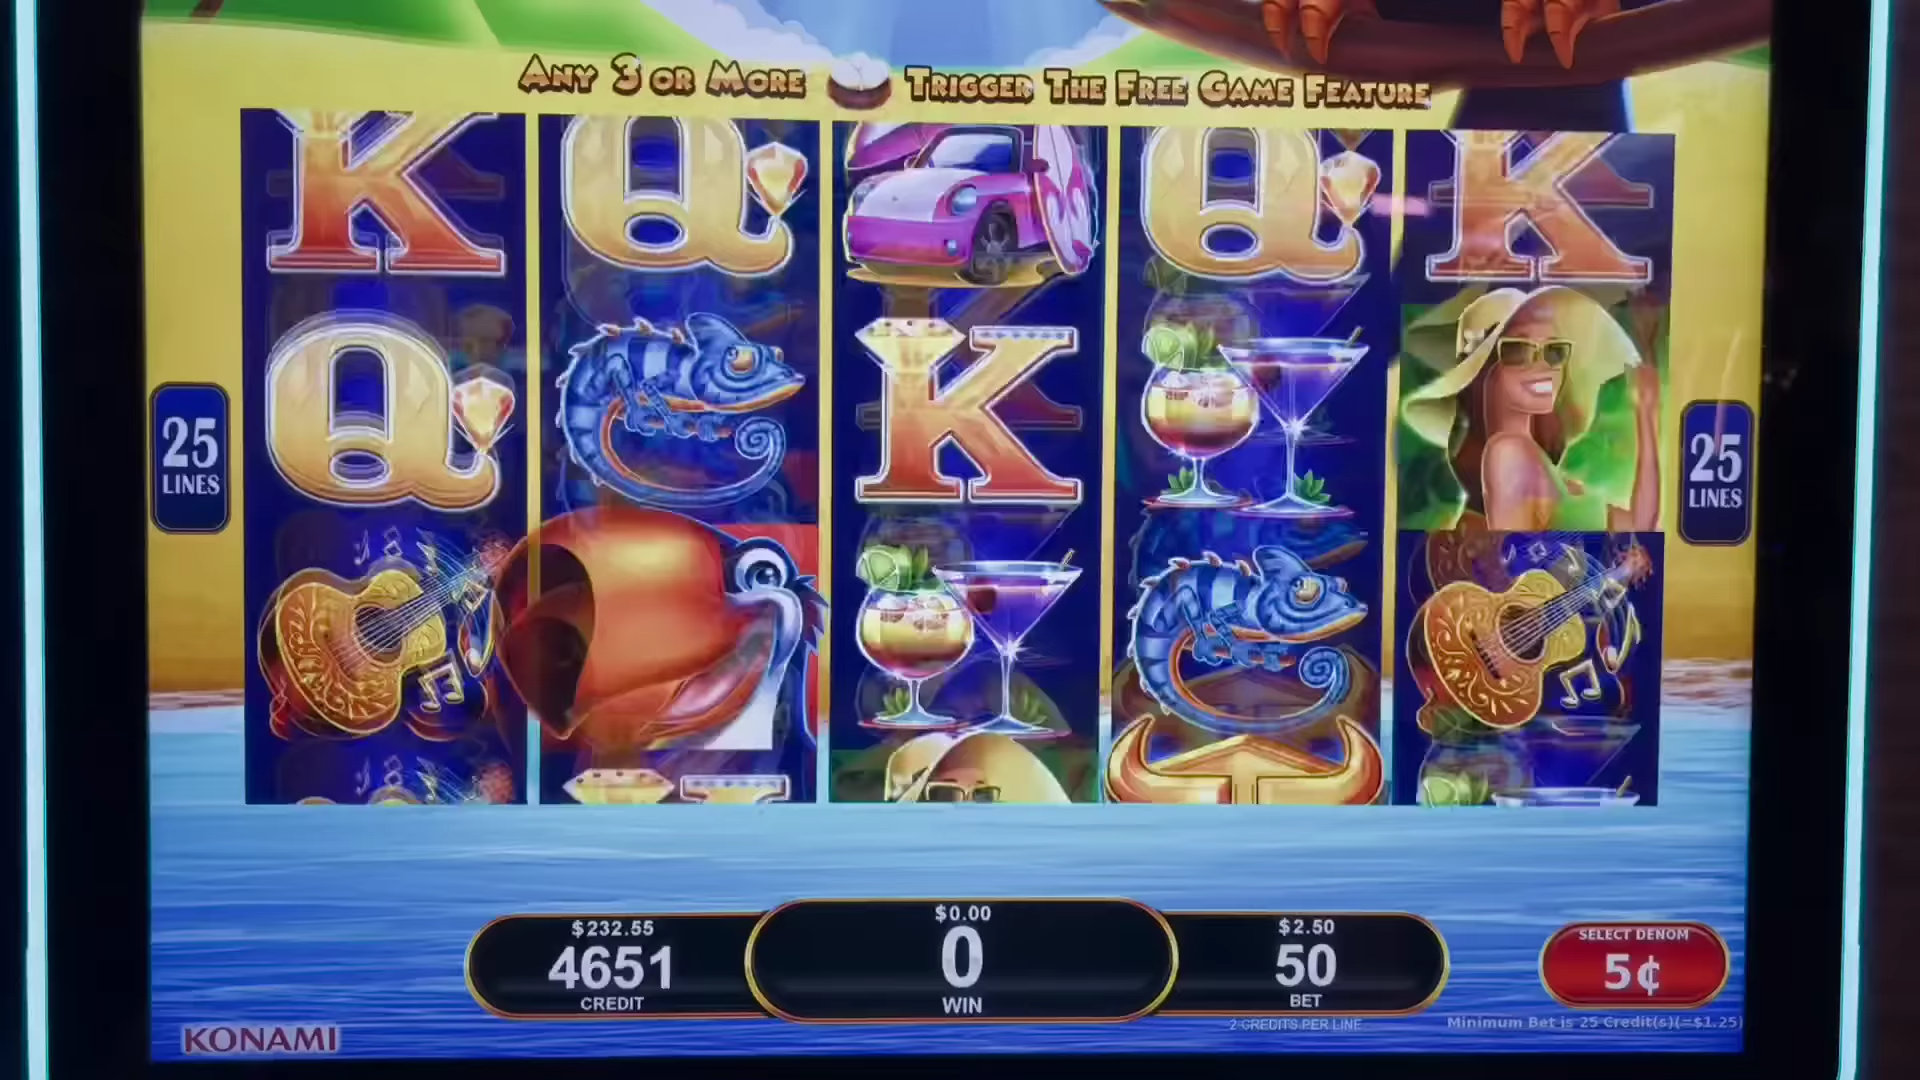 ANY 3 OR MORE TRIGGER THE FREE GAME FEATURE
K Q Q K
25 LINES
Q K
25 LINES
$232.55
4651
CREDIT
$0.00
0
WIN
$2.50
50
BET
2 CREDITS PER LINE
SELECT DENOM
5¢
Minimum Bet is 25 Credit(s)(=$1.25)
KONAMI